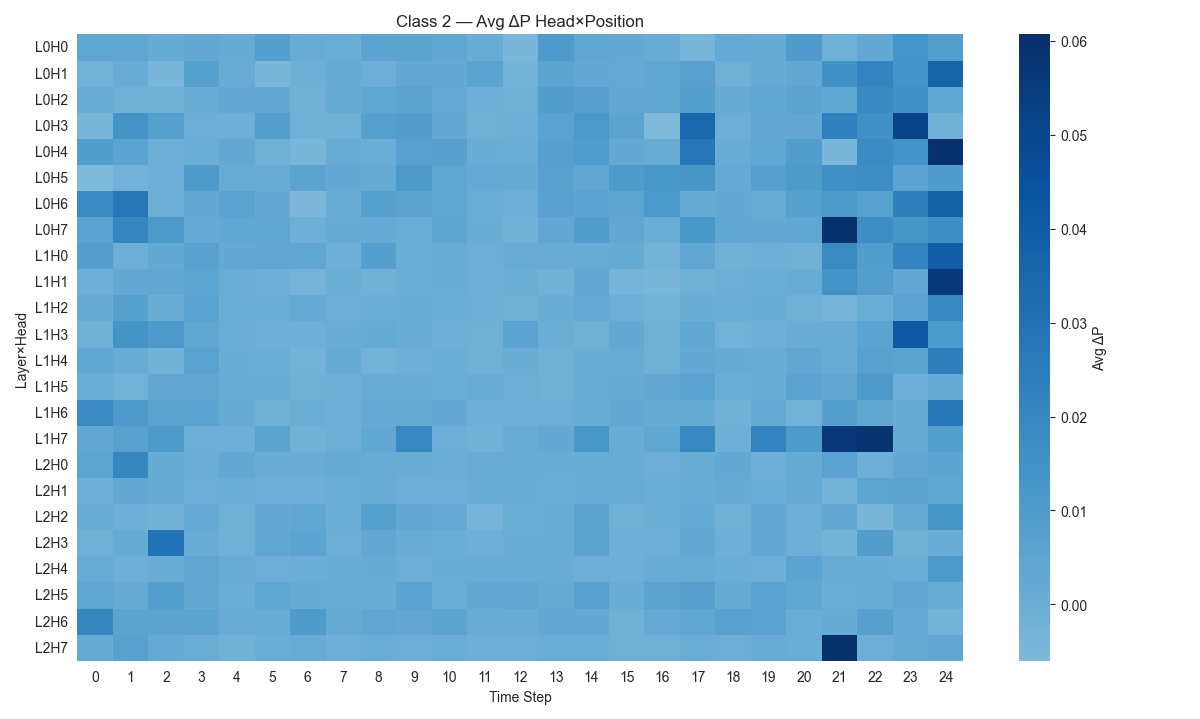 Class 2 — Avg ΔP Head×Position
Layer×Head
L0H0
L0H1
L0H2
L0H3
L0H4
L0H5
L0H6
L0H7
L1H0
L1H1
L1H2
L1H3
L1H4
L1H5
L1H6
L1H7
L2H0
L2H1
L2H2
L2H3
L2H4
L2H5
L2H6
L2H7
0 1 2 3 4 5 6 7 8 9 10 11 12 13 14 15 16 17 18 19 20 21 22 23 24
Time Step
0.06
0.05
0.04
0.03
0.02
0.01
0.00
Avg ΔP